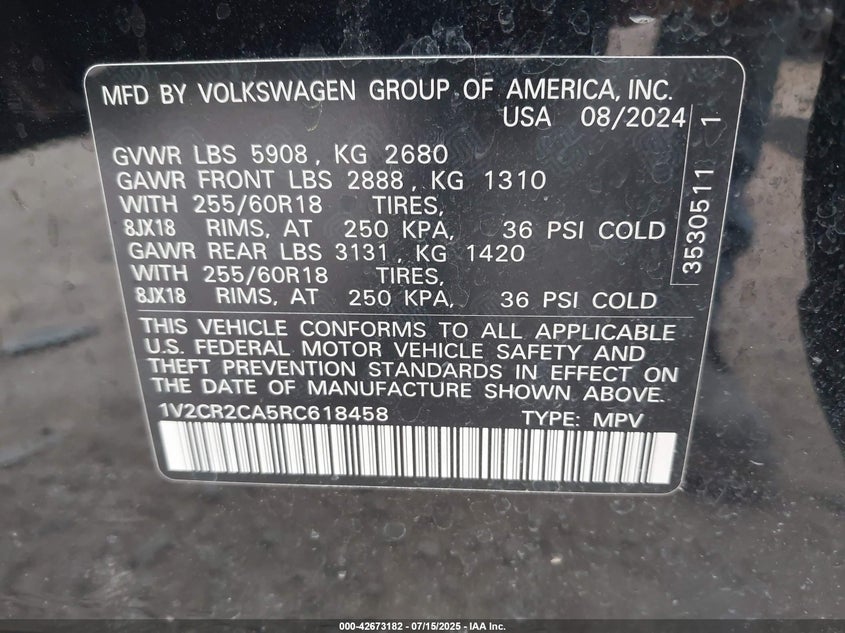 MFD BY VOLKSWAGEN GROUP OF AMERICA, INC.
USA 08/2024
GVWR LBS 5908, KG 2680
GAWR FRONT LBS 2888, KG 1310
WITH 255/60R18 TIRES,
8JX18 RIMS, AT 250 KPA, 36 PSI COLD
GAWR REAR LBS 3131, KG 1420
WITH 255/60R18 TIRES,
8JX18 RIMS, AT 250 KPA, 36 PSI COLD
THIS VEHICLE CONFORMS TO ALL APPLICABLE
U.S. FEDERAL MOTOR VEHICLE SAFETY AND
THEFT PREVENTION STANDARDS IN EFFECT ON
THE DATE OF MANUFACTURE SHOWN ABOVE.
1V2CR2CA5RC618458 TYPE: MPV
3530511 1
000-42673182 - 07/15/2025 - IAA Inc.